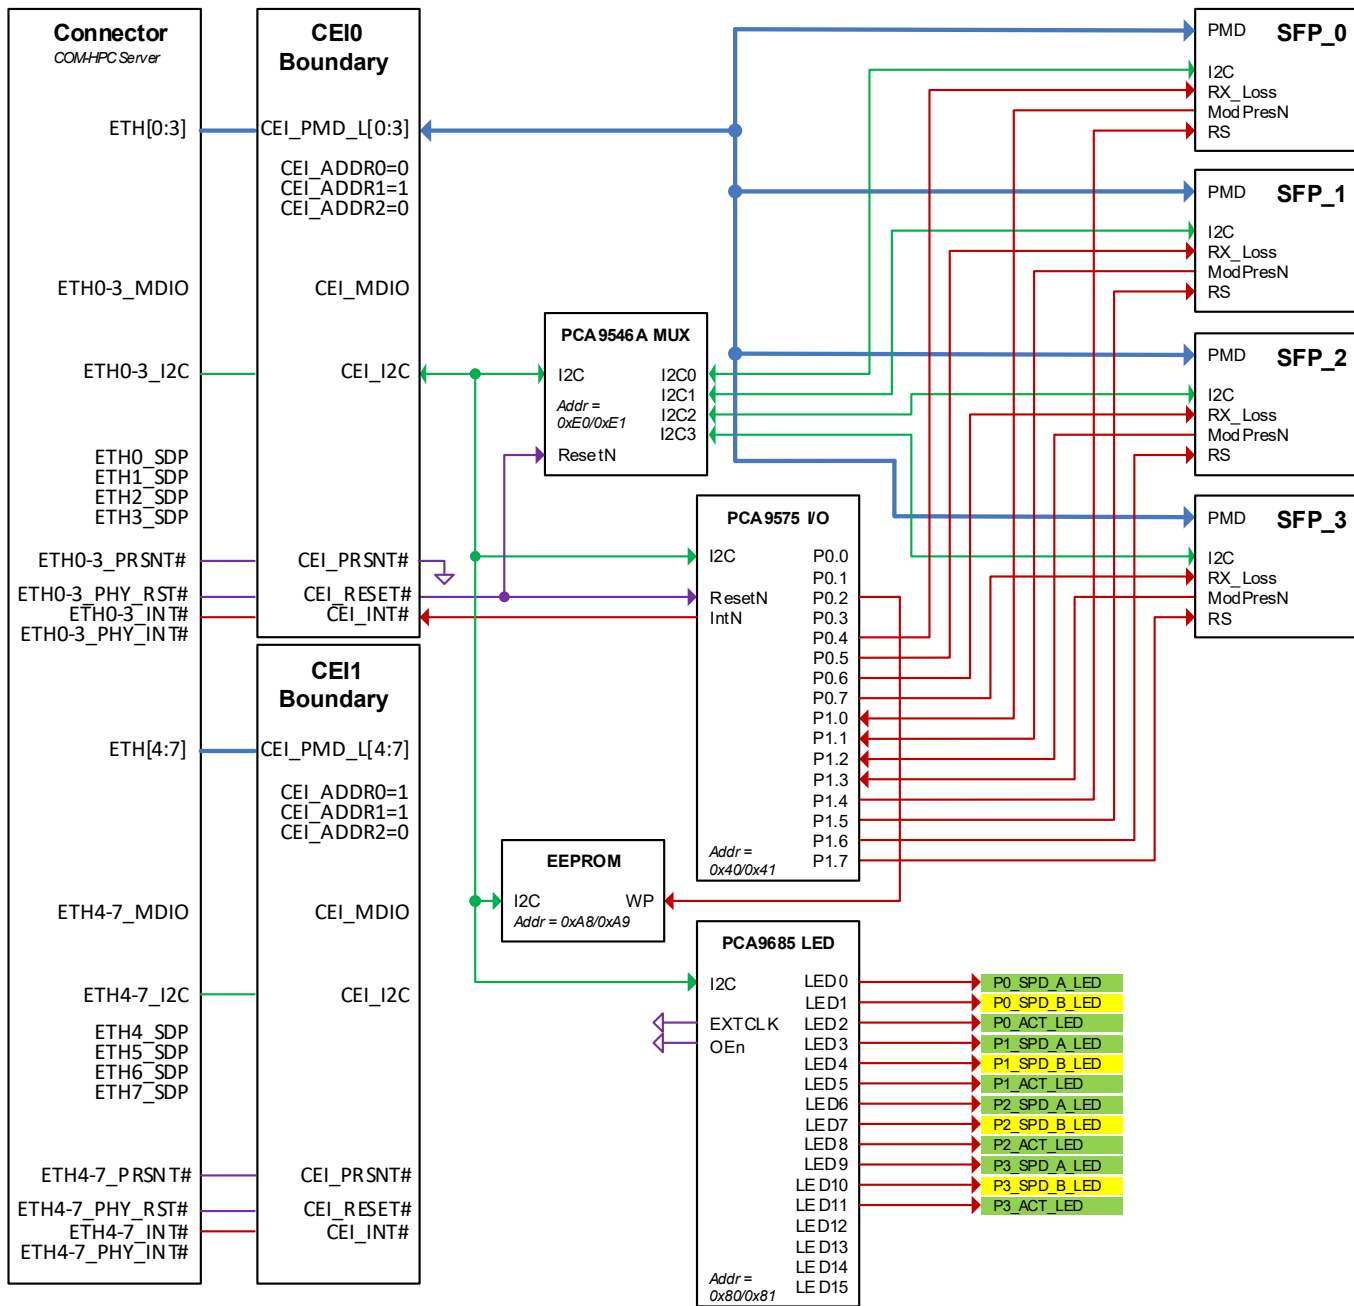 Connector
COM-HPC Server
ETH[0:3]
ETH0-3_MDIO
ETH0-3_I2C
ETH0_SDP
ETH1_SDP
ETH2_SDP
ETH3_SDP
ETH0-3_PRSNT#
ETH0-3_PHY_RST#
ETH0-3_INT#
ETH0-3_PHY_INT#
ETH[4:7]
ETH4-7_MDIO
ETH4-7_I2C
ETH4_SDP
ETH5_SDP
ETH6_SDP
ETH7_SDP
ETH4-7_PRSNT#
ETH4-7_PHY_RST#
ETH4-7_INT#
ETH4-7_PHY_INT#
CEI0
Boundary
CEI_PMD_L[0:3]
CEI_ADDR0=0
CEI_ADDR1=1
CEI_ADDR2=0
CEI_MDIO
CEI_I2C
CEI_PRSNT#
CEI_RESET#
CEI_INT#
CEI1
Boundary
CEI_PMD_L[4:7]
CEI_ADDR0=1
CEI_ADDR1=1
CEI_ADDR2=0
CEI_MDIO
CEI_I2C
CEI_PRSNT#
CEI_RESET#
CEI_INT#
PCA9546A MUX
I2C
Addr =
0xE0/0xE1
ResetN
I2C0
I2C1
I2C2
I2C3
PCA9575 I/O
I2C
ResetN
IntN
Addr =
0x40/0x41
P0.0
P0.1
P0.2
P0.3
P0.4
P0.5
P0.6
P0.7
P1.0
P1.1
P1.2
P1.3
P1.4
P1.5
P1.6
P1.7
EEPROM
I2C WP
Addr = 0xA8/0xA9
PCA9685 LED
I2C
EXTCLK
OEn
Addr =
0x80/0x81
LED0
LED1
LED2
LED3
LED4
LED5
LED6
LED7
LED8
LED9
LED10
LED11
LED12
LED13
LED14
LED15
P0_SPD_A_LED
P0_SPD_B_LED
P0_ACT_LED
P1_SPD_A_LED
P1_SPD_B_LED
P1_ACT_LED
P2_SPD_A_LED
P2_SPD_B_LED
P2_ACT_LED
P3_SPD_A_LED
P3_SPD_B_LED
P3_ACT_LED
PMD SFP_0
I2C
RX_Loss
ModPresN
RS
PMD SFP_1
I2C
RX_Loss
ModPresN
RS
PMD SFP_2
I2C
RX_Loss
ModPresN
RS
PMD SFP_3
I2C
RX_Loss
ModPresN
RS